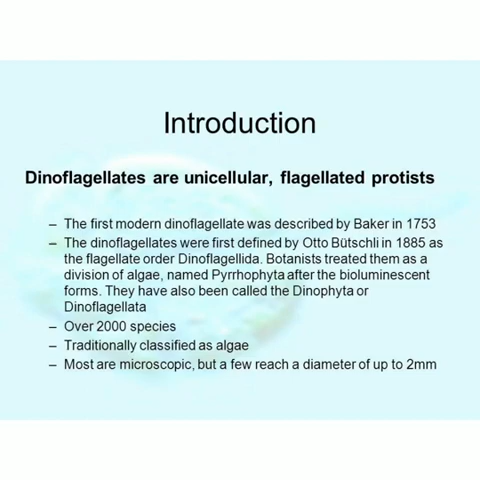 Introduction
Dinoflagellates are unicellular, flagellated protists
– The first modern dinoflagellate was described by Baker in 1753
– The dinoflagellates were first defined by Otto Bütschli in 1885 as
the flagellate order Dinoflagellida. Botanists treated them as a
division of algae, named Pyrrhophyta after the bioluminescent
forms. They have also been called the Dinophyta or
Dinoflagellata
– Over 2000 species
– Traditionally classified as algae
– Most are microscopic, but a few reach a diameter of up to 2mm